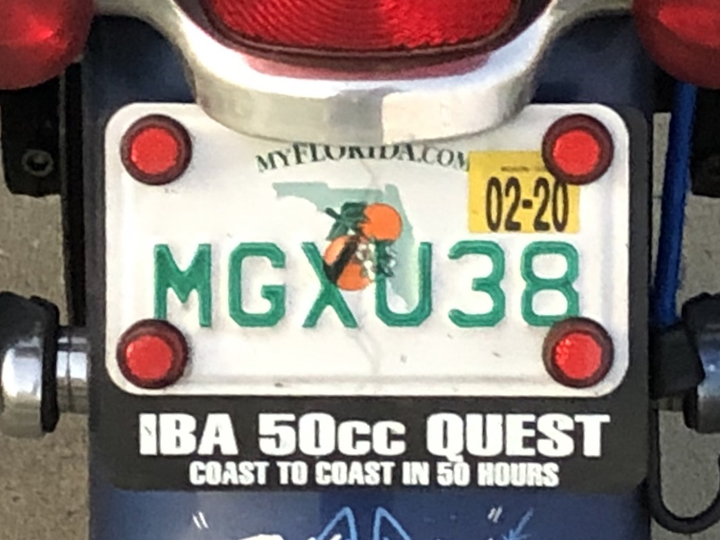 MYFLORIDA.COM
02-20
MGXU38
IBA 50cc QUEST
COAST TO COAST IN 50 HOURS